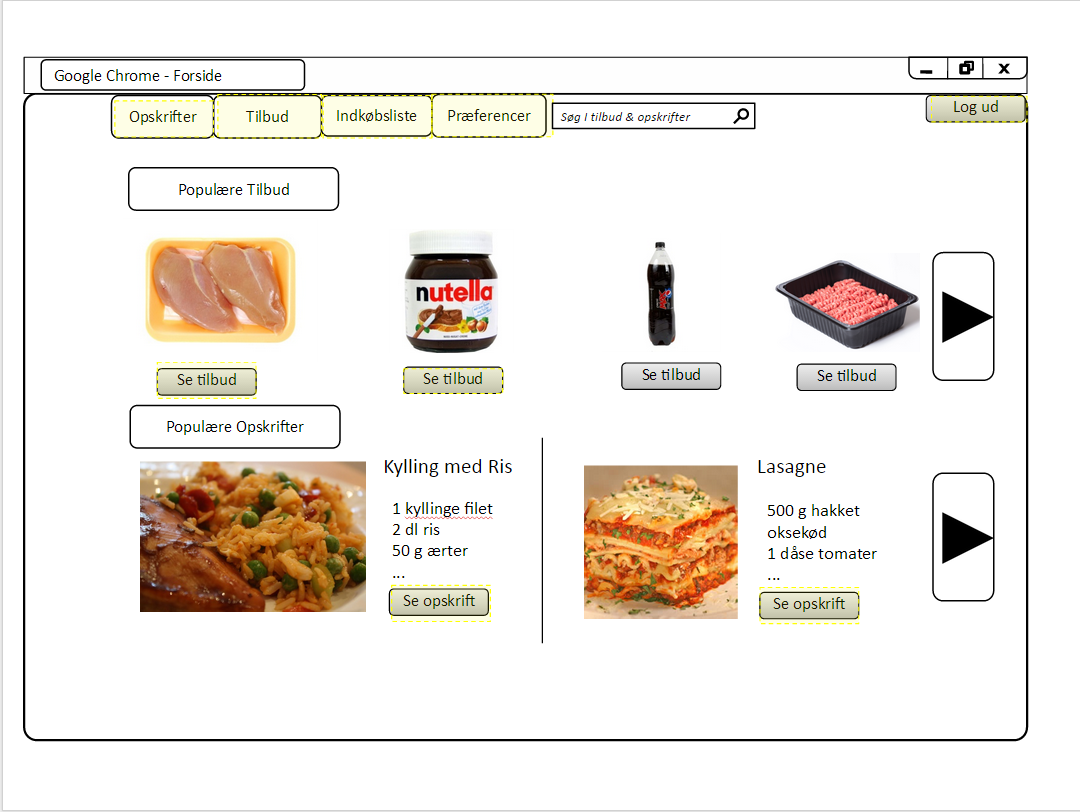 Google Chrome - Forside
Opskrifter
Tilbud
Indkøbsliste
Præferencer
Søg I tilbud & opskrifter
Log ud
Populære Tilbud
nutella
Se tilbud
Se tilbud
Se tilbud
Se tilbud
Populære Opskrifter
Kylling med Ris
1 kyllinge filet
2 dl ris
50 g ærter
...
Se opskrift
Lasagne
500 g hakket
oksekød
1 dåse tomater
...
Se opskrift